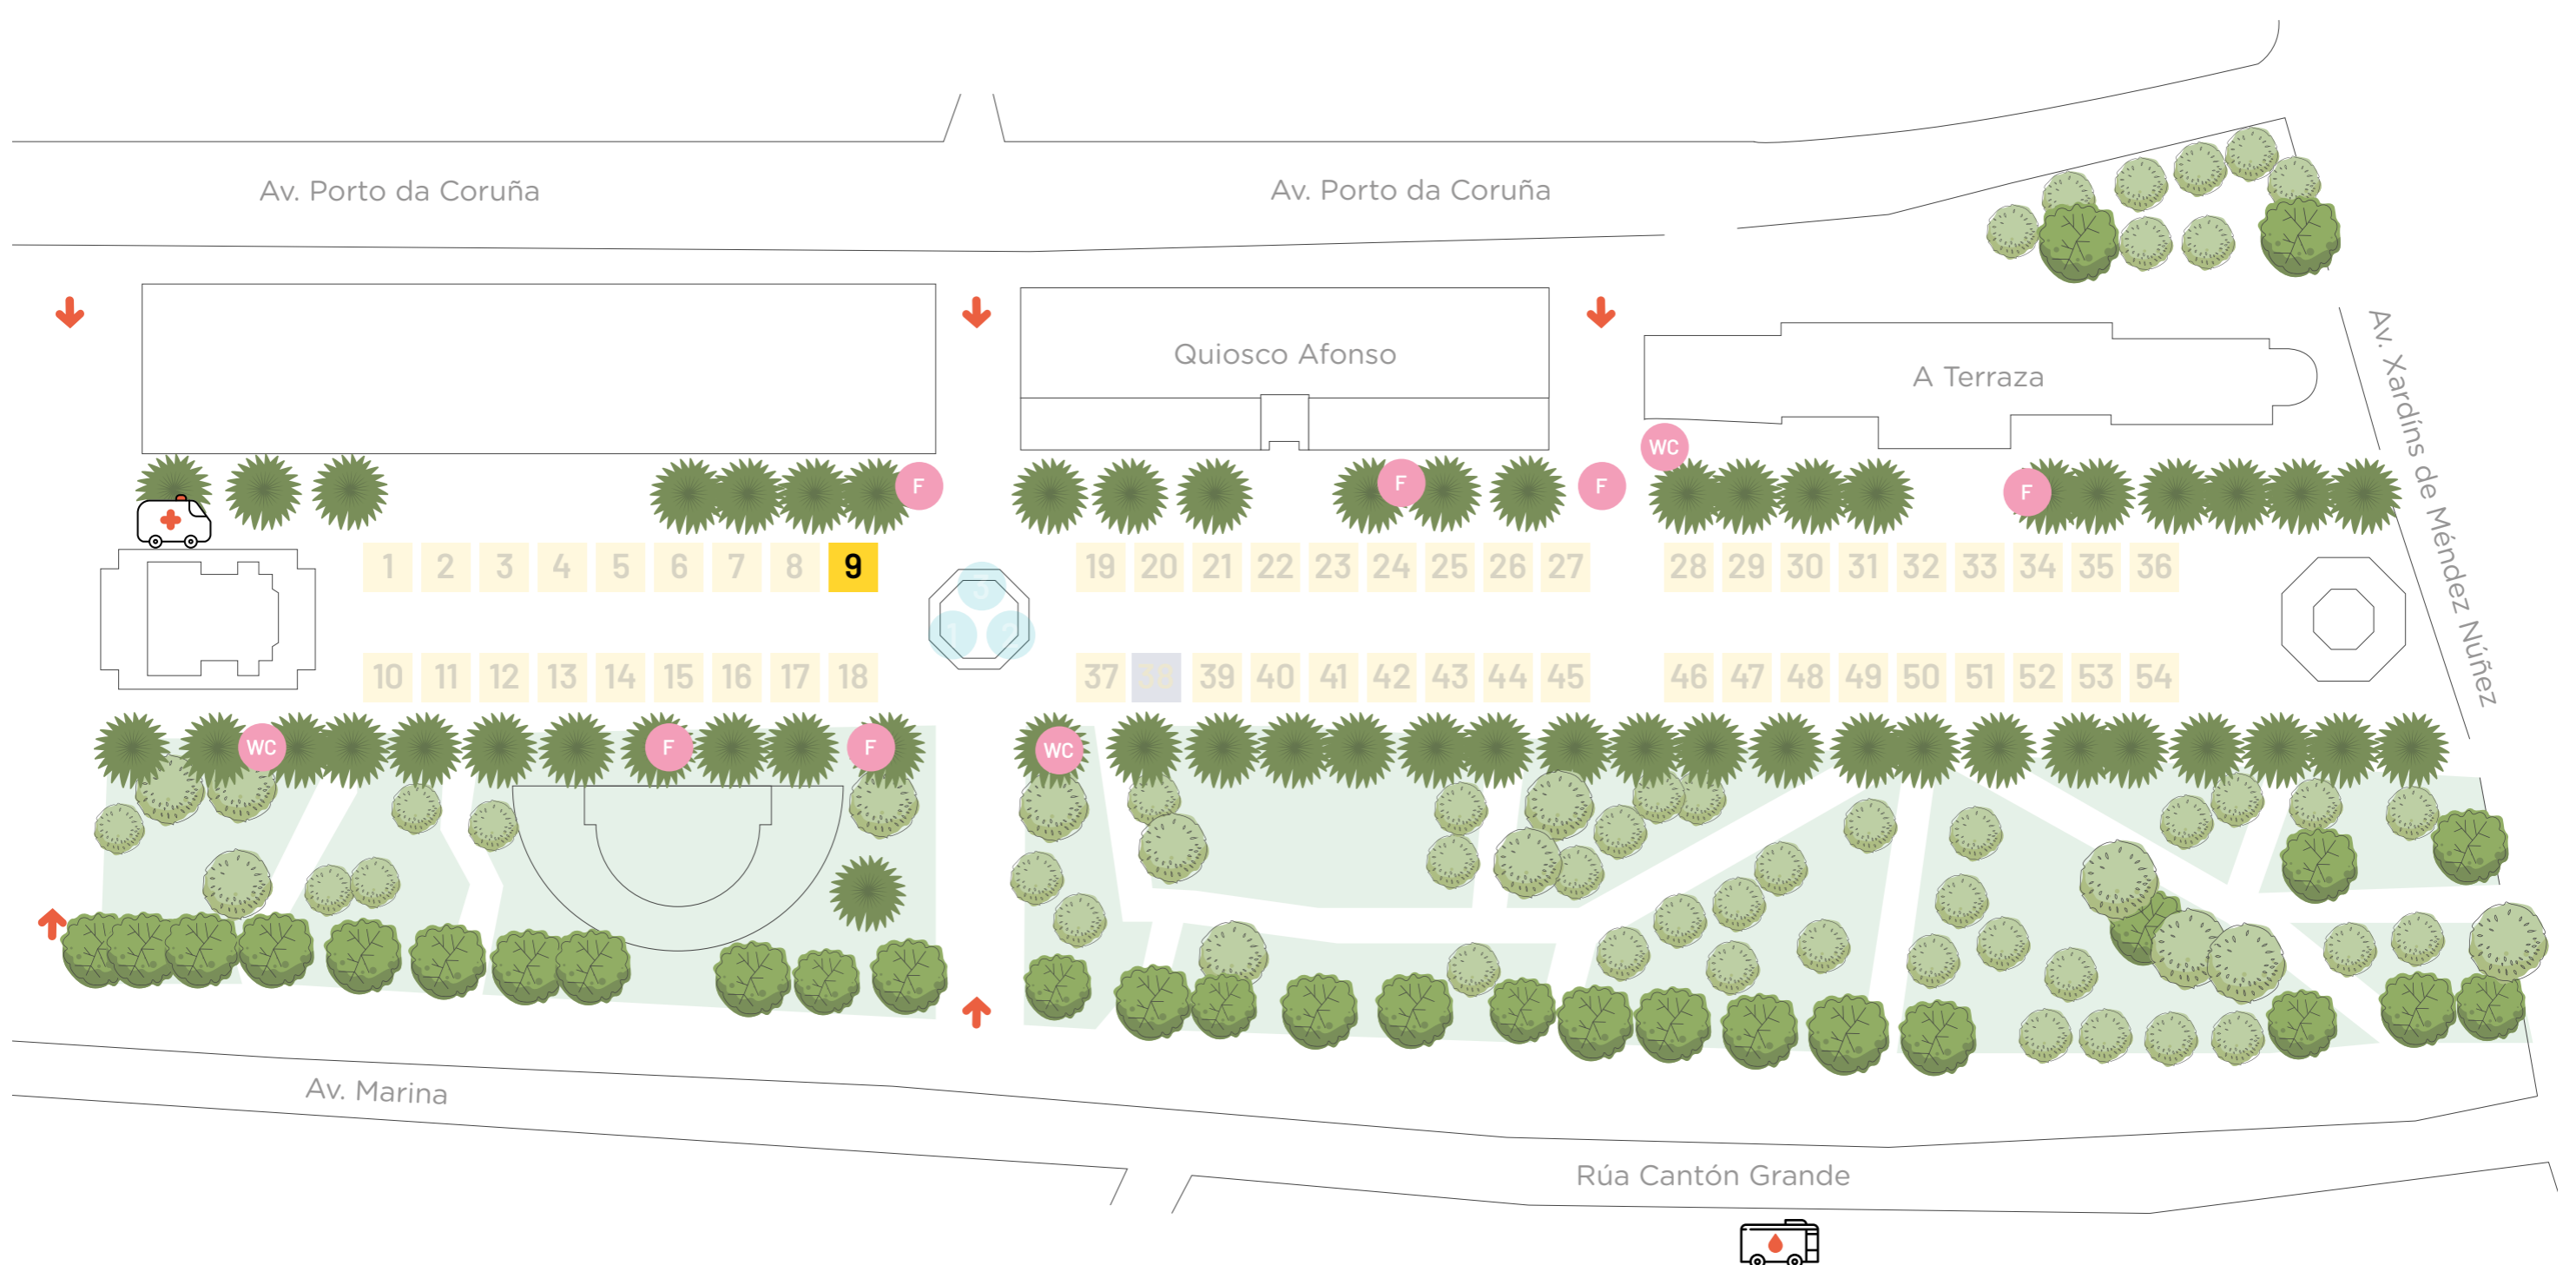 Av. Porto da Coruña
Av. Porto da Coruña
Quiosco Afonso
A Terraza
Av. Xardíns de Méndez Núñez
WC
F
F
F
F
1 2 3 4 5 6 7 8 9
19 20 21 22 23 24 25 26 27
28 29 30 31 32 33 34 35 36
3
1 2
10 11 12 13 14 15 16 17 18
37 38 39 40 41 42 43 44 45
46 47 48 49 50 51 52 53 54
WC
F
F
WC
Av. Marina
Rúa Cantón Grande